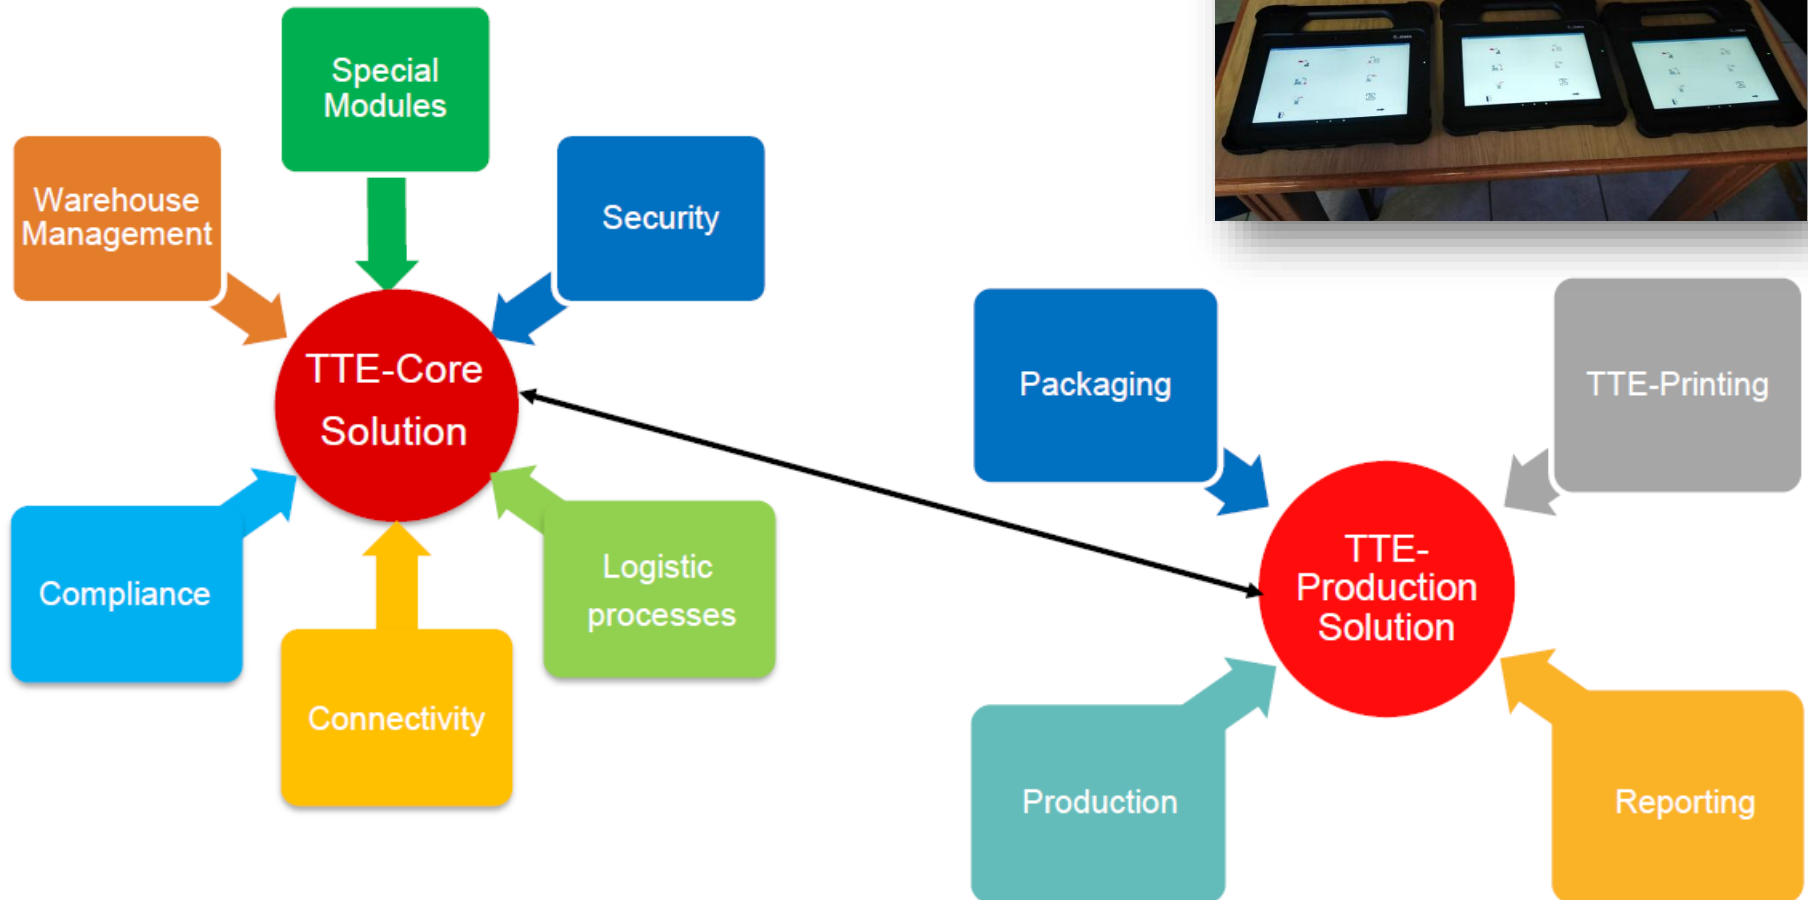 Special
Modules
Warehouse
Management
Security
TTE-Core
Solution
Compliance
Logistic
processes
Connectivity
Packaging
TTE-Printing
TTE-
Production
Solution
Production
Reporting